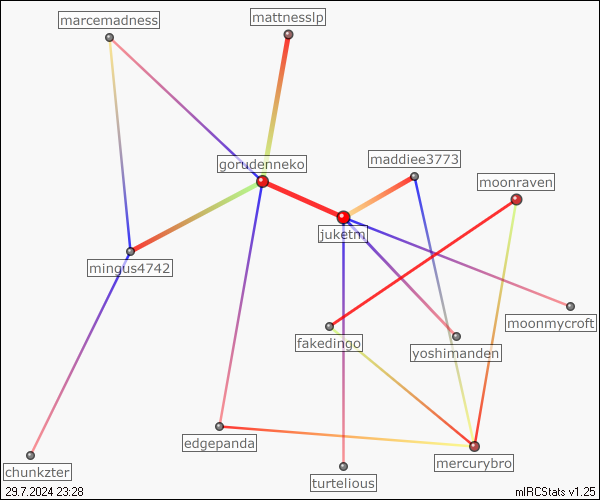 marcemadness
mattnesslp
gorudenneko
maddiee3773
moonraven
juketm
mingus4742
moonmycroft
fakedingo
yoshimanden
edgepanda
mercurybro
chunkzter
turtelious
29.7.2024 23:28
mIRCStats v1.25